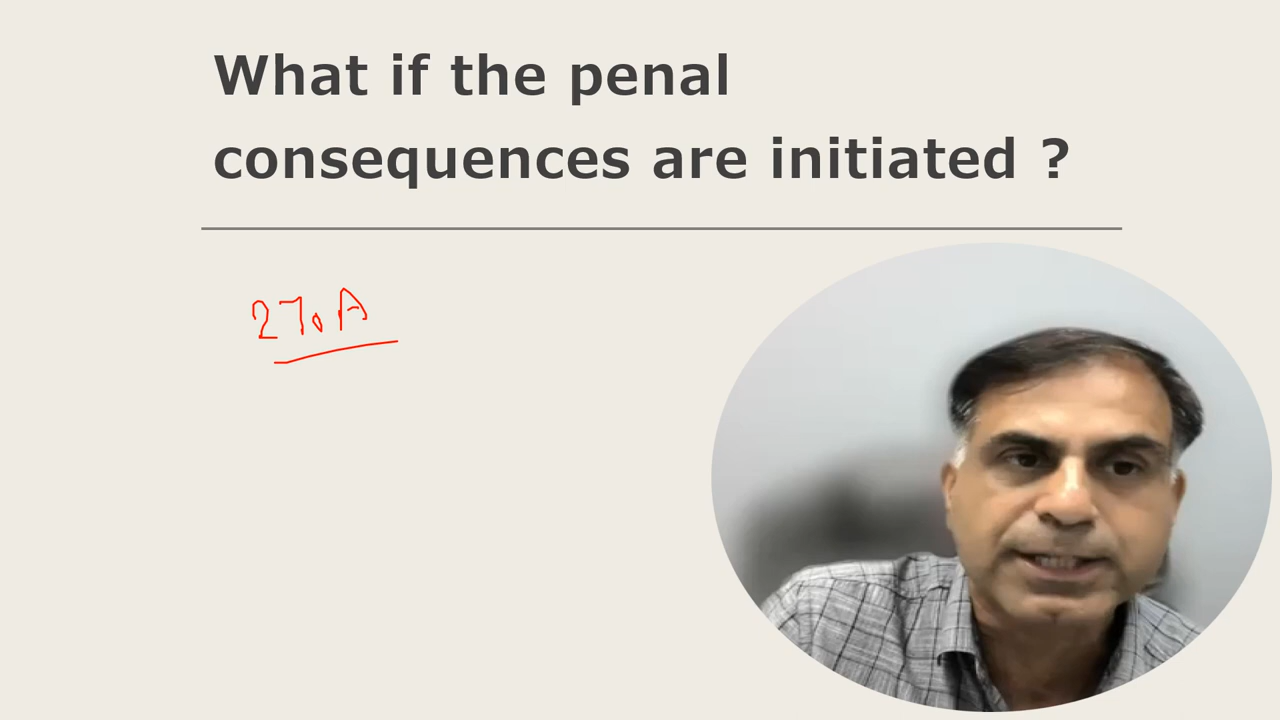 What if the penal
consequences are initiated ?
270A